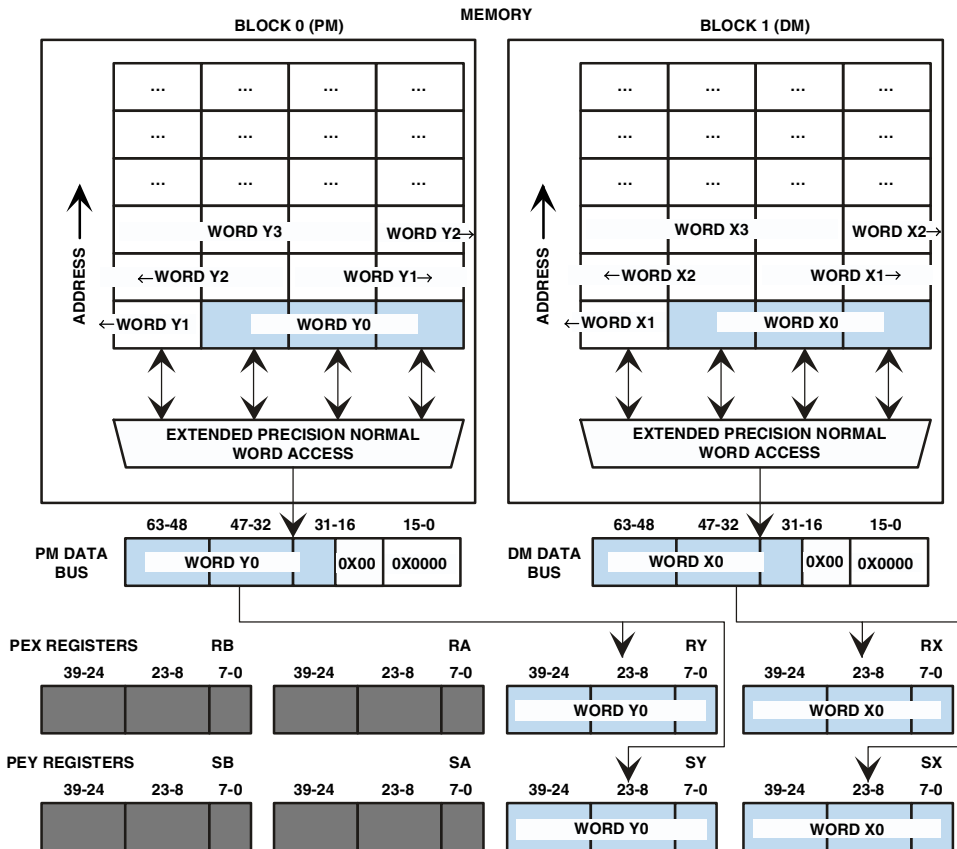 MEMORY
BLOCK 0 (PM) BLOCK 1 (DM)
... ... ... ... ... ... ... ...
... ... ... ... ... ... ... ...
... ... ... ... ... ... ... ...
ADDRESS ADDRESS
WORD Y3 WORD Y2→ WORD X3 WORD X2→
←WORD Y2 WORD Y1→ ←WORD X2 WORD X1→
←WORD Y1 WORD Y0 ←WORD X1 WORD X0
EXTENDED PRECISION NORMAL EXTENDED PRECISION NORMAL
WORD ACCESS WORD ACCESS
63-48 47-32 31-16 15-0 63-48 47-32 31-16 15-0
PM DATA WORD Y0 0X00 0X0000 DM DATA WORD X0 0X00 0X0000
BUS BUS
PEX REGISTERS RB RA RY RX
39-24 23-8 7-0 39-24 23-8 7-0 39-24 23-8 7-0 39-24 23-8 7-0
WORD Y0 WORD X0
PEY REGISTERS SB SA SY SX
39-24 23-8 7-0 39-24 23-8 7-0 39-24 23-8 7-0 39-24 23-8 7-0
WORD Y0 WORD X0